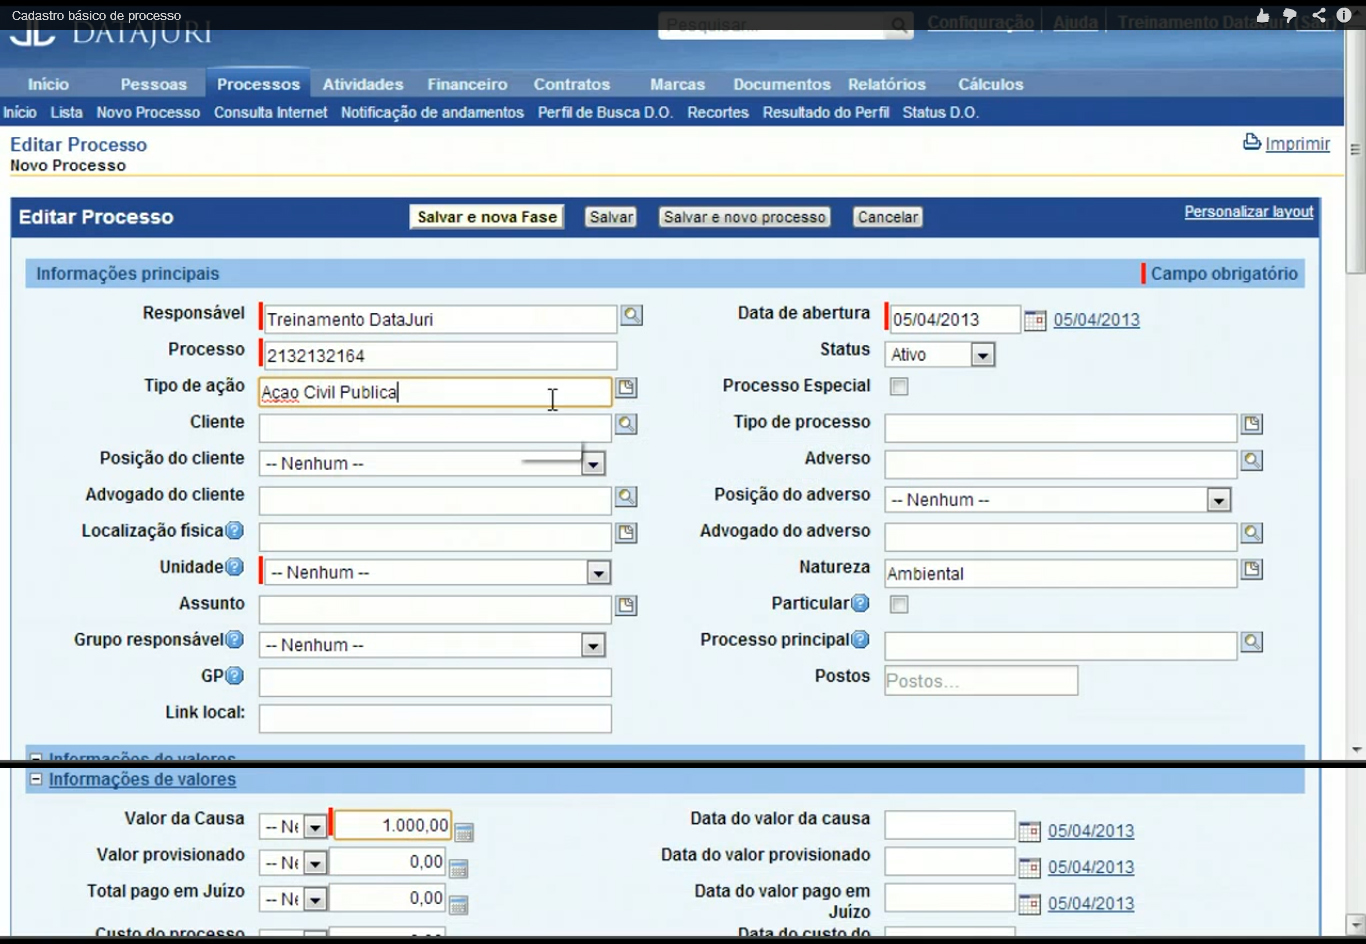 Cadastro básico de processo
DATAJURI
Pesquisar...
Configuração
Ajuda
Treinamento DataJuri (Sair)
Início Pessoas Processos Atividades Financeiro Contratos Marcas Documentos Relatórios Cálculos
Início Lista Novo Processo Consulta Internet Notificação de andamentos Perfil de Busca D.O. Recortes Resultado do Perfil Status D.O.
Editar Processo
Imprimir
Novo Processo
Editar Processo
Salvar e nova Fase
Salvar
Salvar e novo processo
Cancelar
Personalizar layout
Informações principais
Campo obrigatório
Responsável Treinamento DataJuri
Data de abertura 05/04/2013 05/04/2013
Processo 2132132164
Status Ativo
Tipo de ação Açao Civil Publica
Processo Especial
Cliente
Tipo de processo
Posição do cliente -- Nenhum --
Adverso
Advogado do cliente
Posição do adverso -- Nenhum --
Localização física
Advogado do adverso
Unidade -- Nenhum --
Natureza Ambiental
Assunto
Particular
Grupo responsável -- Nenhum --
Processo principal
GP
Postos Postos...
Link local:
Informações de valores
Informações de valores
Valor da Causa -- Ne 1.000,00
Data do valor da causa 05/04/2013
Valor provisionado -- Ne 0,00
Data do valor provisionado 05/04/2013
Total pago em Juízo -- Ne 0,00
Data do valor pago em
Juízo 05/04/2013
Custo do processo
Data do custo do